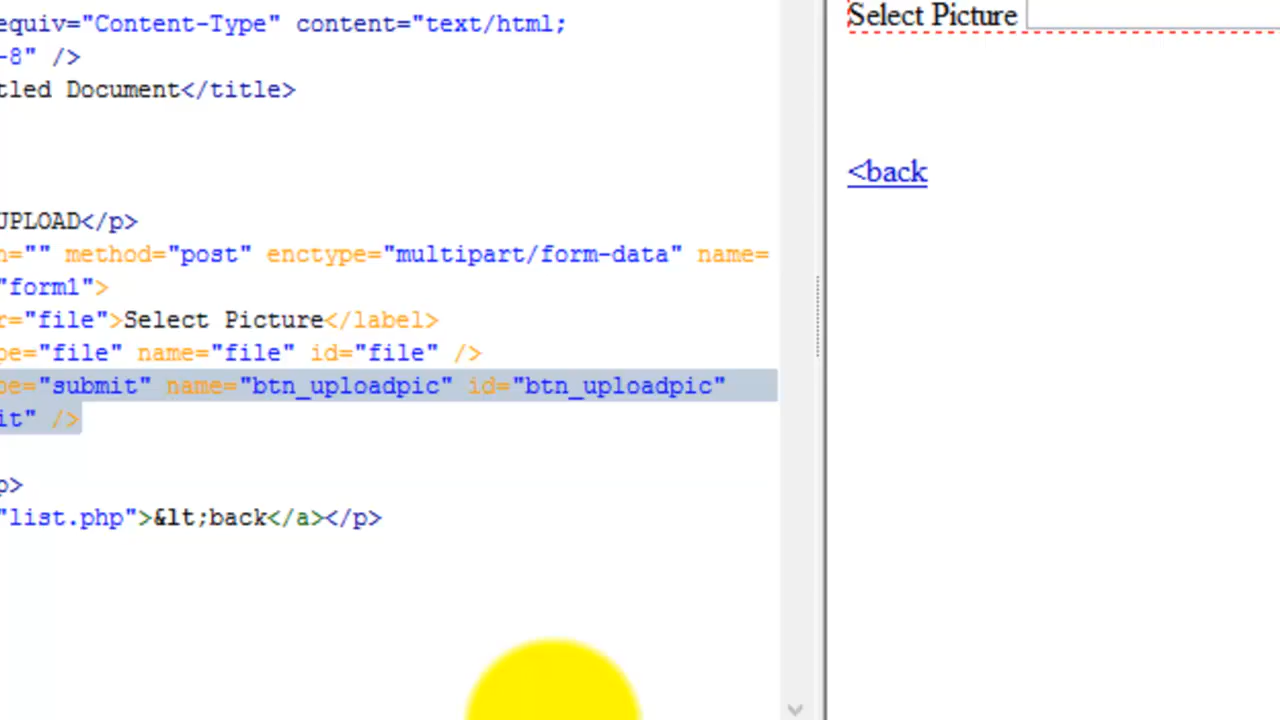 equiv="Content-Type" content="text/html;
-8" />
tled Document</title>
UPLOAD</p>
n="" method="post" enctype="multipart/form-data" name=
"form1">
r="file">Select Picture</label>
pe="file" name="file" id="file" />
pe="submit" name="btn_uploadpic" id="btn_uploadpic"
it" />
p>
"list.php">&lt;back</a></p>
Select Picture
<back